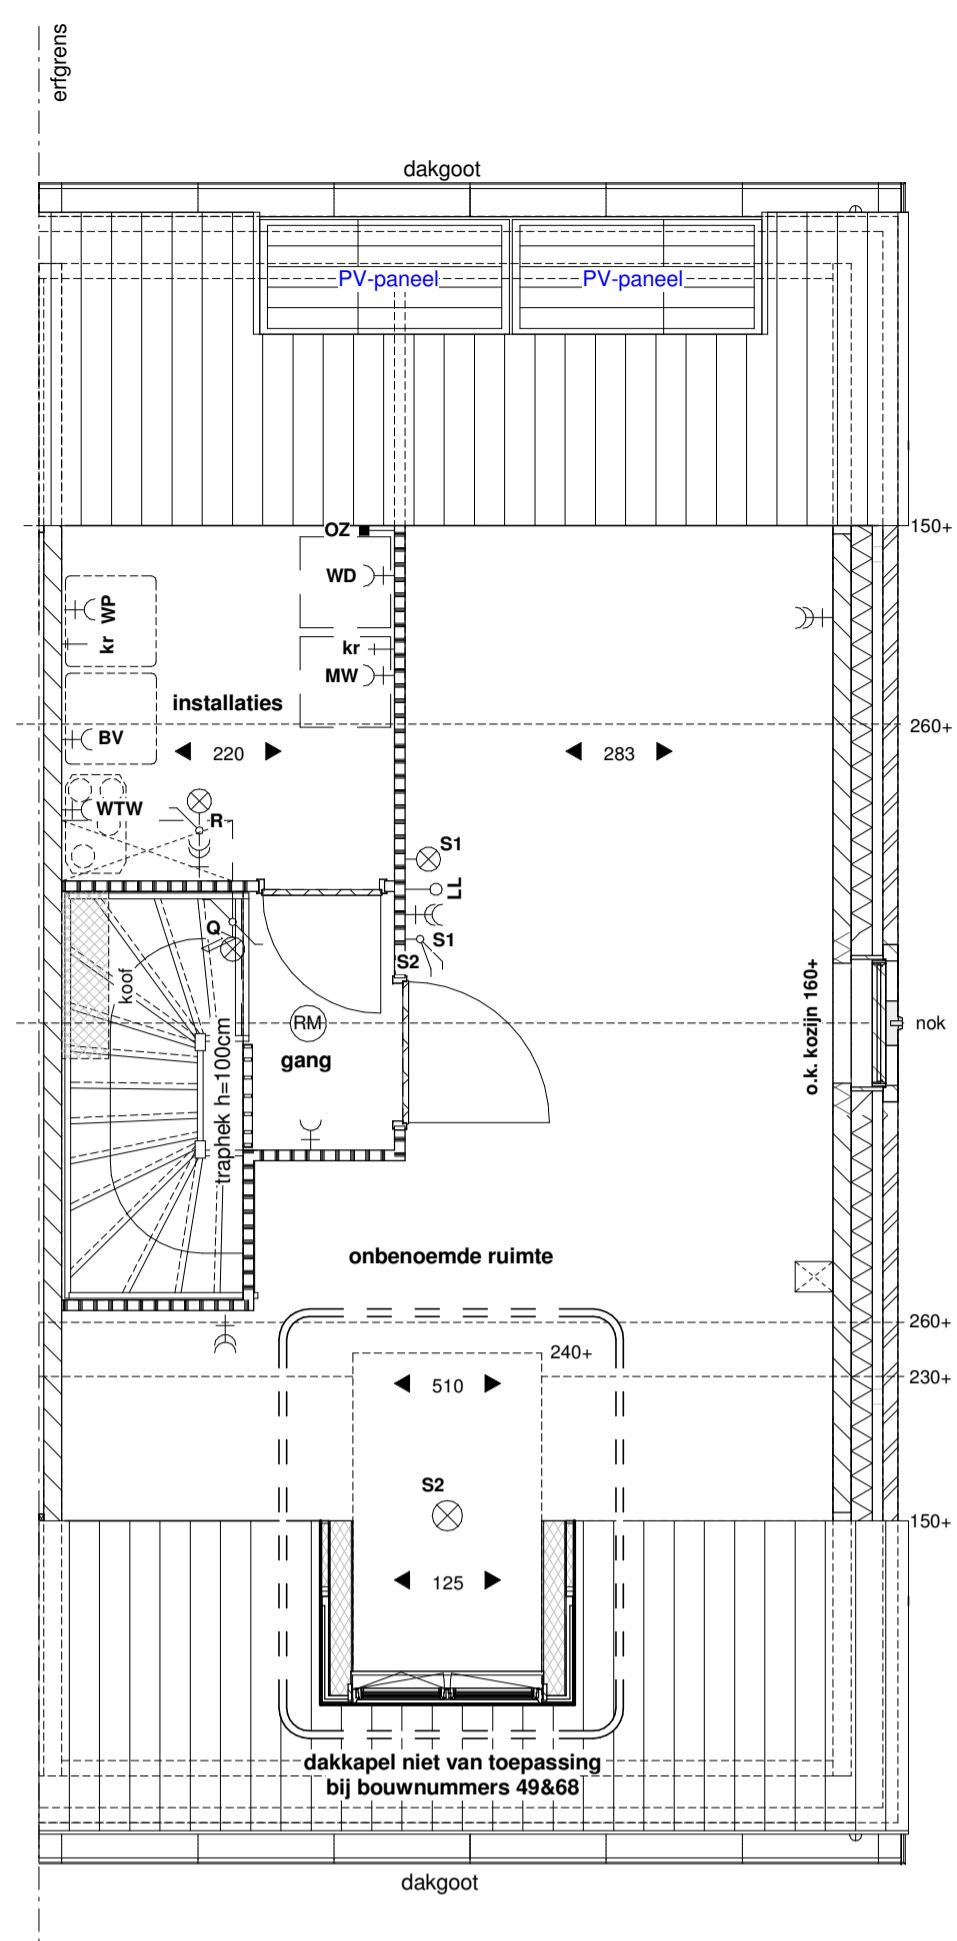 erfgrens
dakgoot
PV-paneel PV-paneel
OZ
150+
WD
WP
kr
kr
MW
installaties
260+
BV
220
283
WTW
R
S1
LL
Q
S1
S2
koof
o.k. kozijn 160+
RM
nok
gang
traphek h=100cm
onbenoemde ruimte
260+
240+
230+
510
S2
150+
125
dakkapel niet van toepassing
bij bouwnummers 49&68
dakgoot